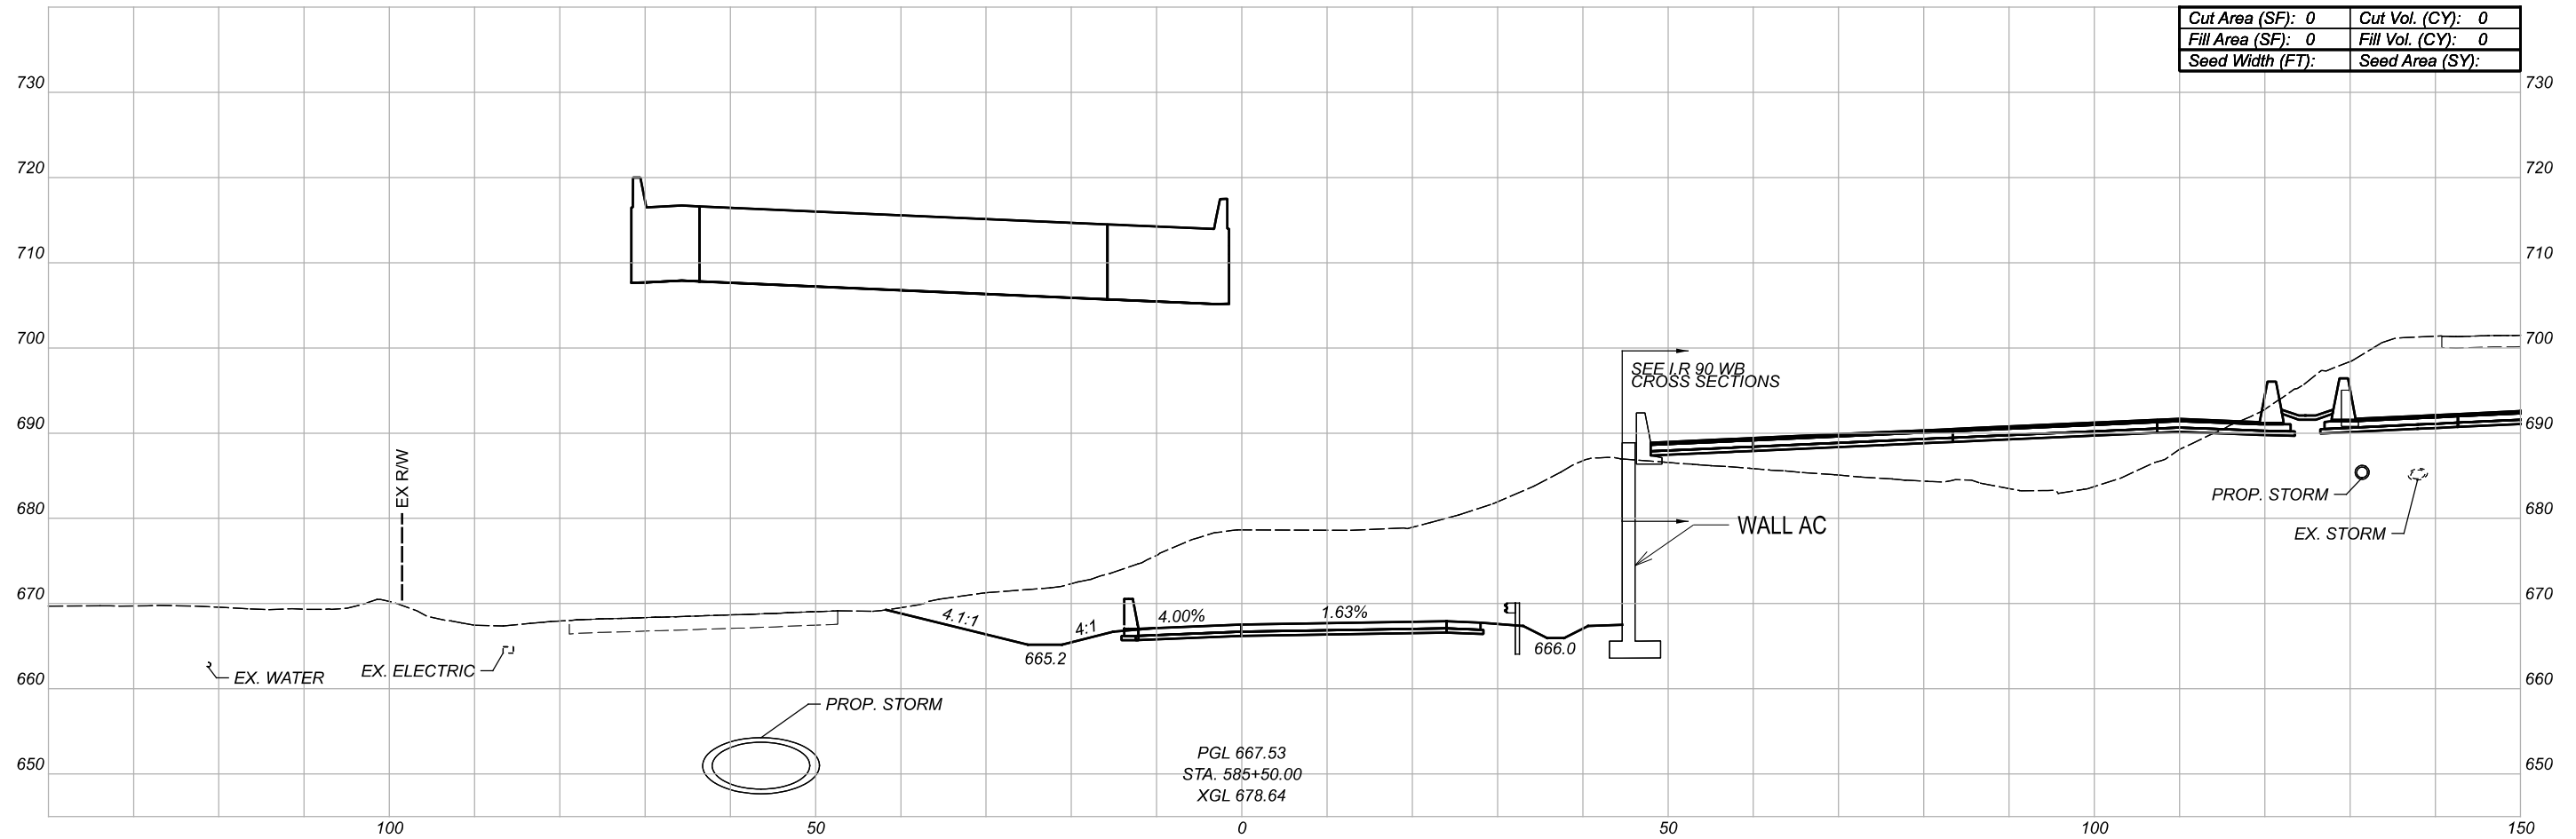 Cut Area (SF): 0 Cut Vol. (CY): 0
Fill Area (SF): 0 Fill Vol. (CY): 0
Seed Width (FT): Seed Area (SY):
730 730
720 720
710 710
700 700
SEE I.R 90 WB
CROSS SECTIONS
690 690
EX R/W
PROP. STORM
680 680
WALL AC
EX. STORM
670 670
4.1:1
4:1
4.00%
1.63%
665.2
666.0
EX. WATER
EX. ELECTRIC
660 660
PROP. STORM
650 650
PGL 667.53
STA. 585+50.00
XGL 678.64
100 50 0 50 100 150